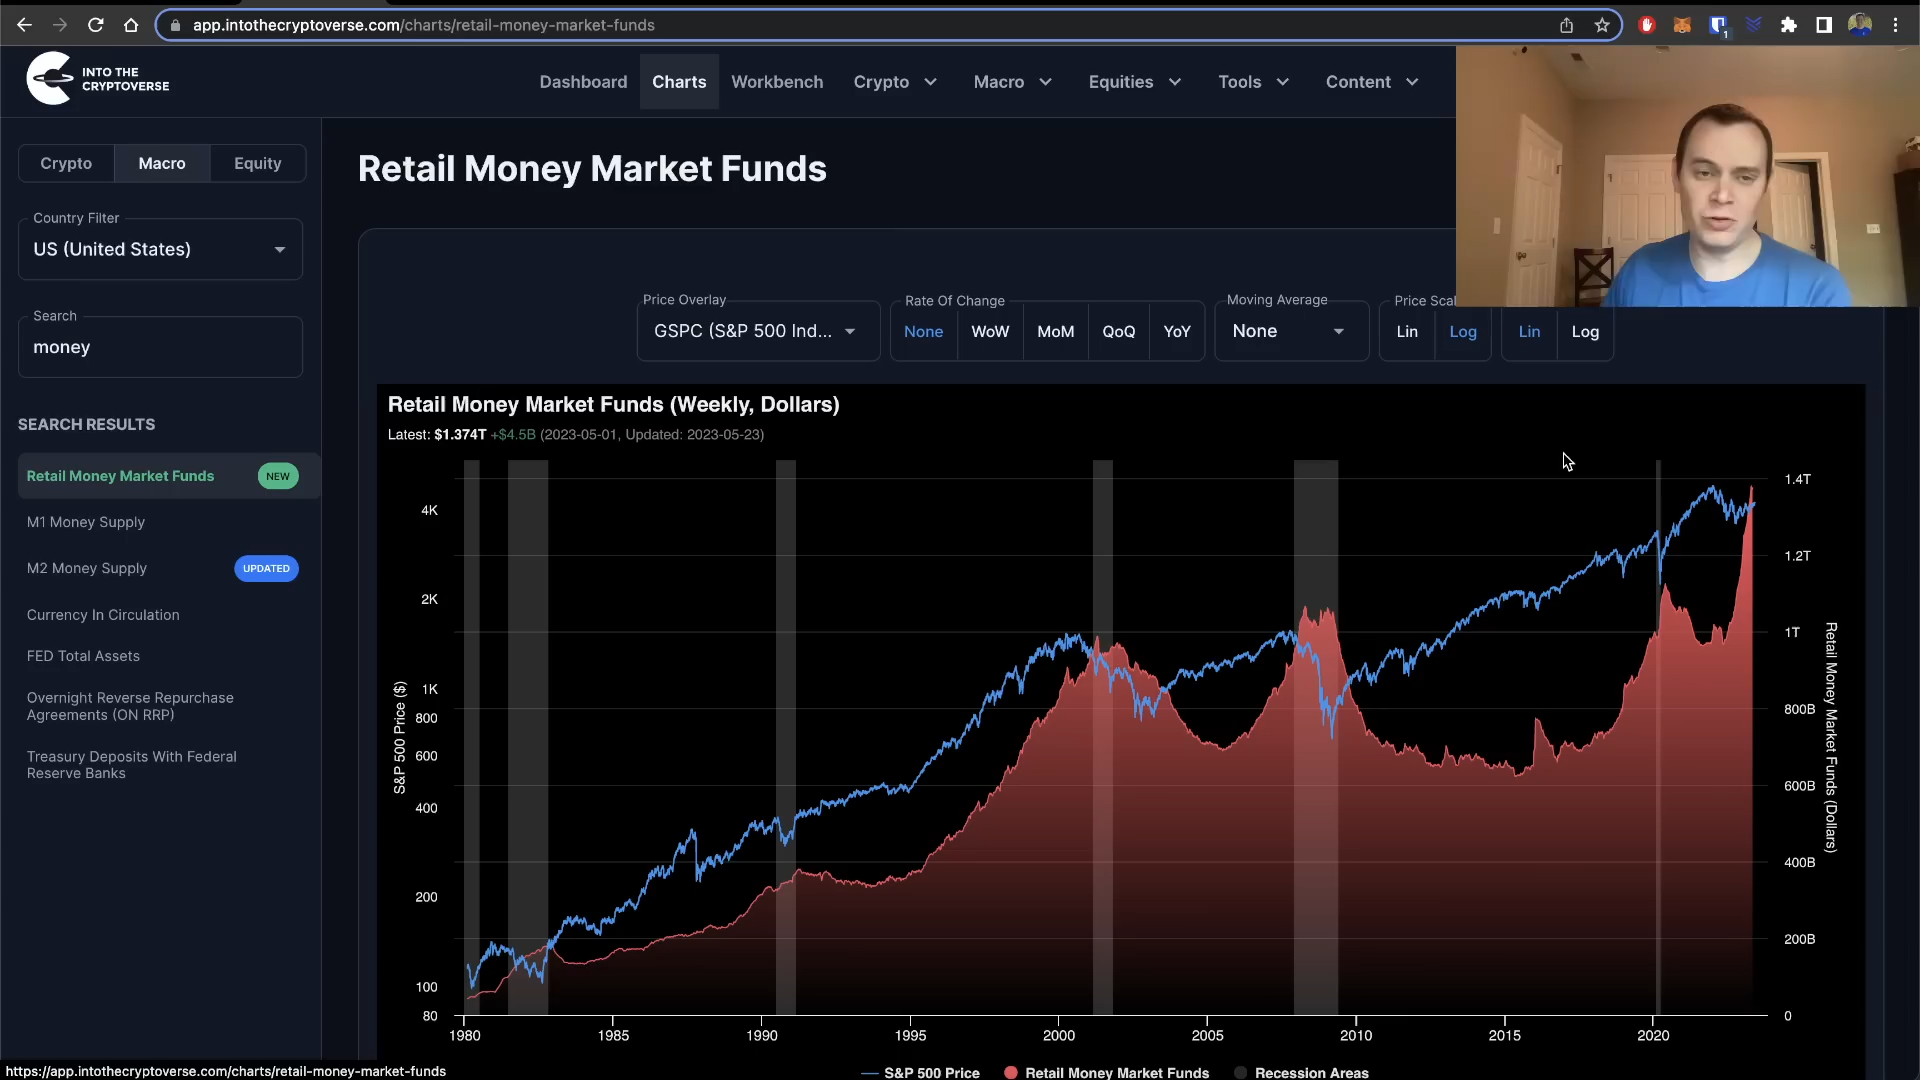 app.intothecryptoverse.com/charts/retail-money-market-funds
1
INTO THE
CRYPTOVERSE
Dashboard
Charts
Workbench
Crypto
Macro
Equities
Tools
Content
Crypto
Macro
Equity
Country Filter
US (United States)
Search
money
SEARCH RESULTS
Retail Money Market Funds
NEW
M1 Money Supply
M2 Money Supply
UPDATED
Currency In Circulation
FED Total Assets
Overnight Reverse Repurchase
Agreements (ON RRP)
Treasury Deposits With Federal
Reserve Banks
Retail Money Market Funds
Price Overlay
GSPC (S&P 500 Ind...
Rate Of Change
None
WoW
MoM
QoQ
YoY
Moving Average
None
Price Scal
Lin
Log
Lin
Log
Retail Money Market Funds (Weekly, Dollars)
Latest: $1.374T +$4.5B (2023-05-01, Updated: 2023-05-23)
4K
2K
1K
800
600
400
200
100
80
S&P 500 Price ($)
1.4T
1.2T
1T
800B
600B
400B
200B
0
Retail Money Market Funds (Dollars)
1980
1985
1990
1995
2000
2005
2010
2015
2020
S&P 500 Price
Retail Money Market Funds
Recession Areas
https://app.intothecryptoverse.com/charts/retail-money-market-funds